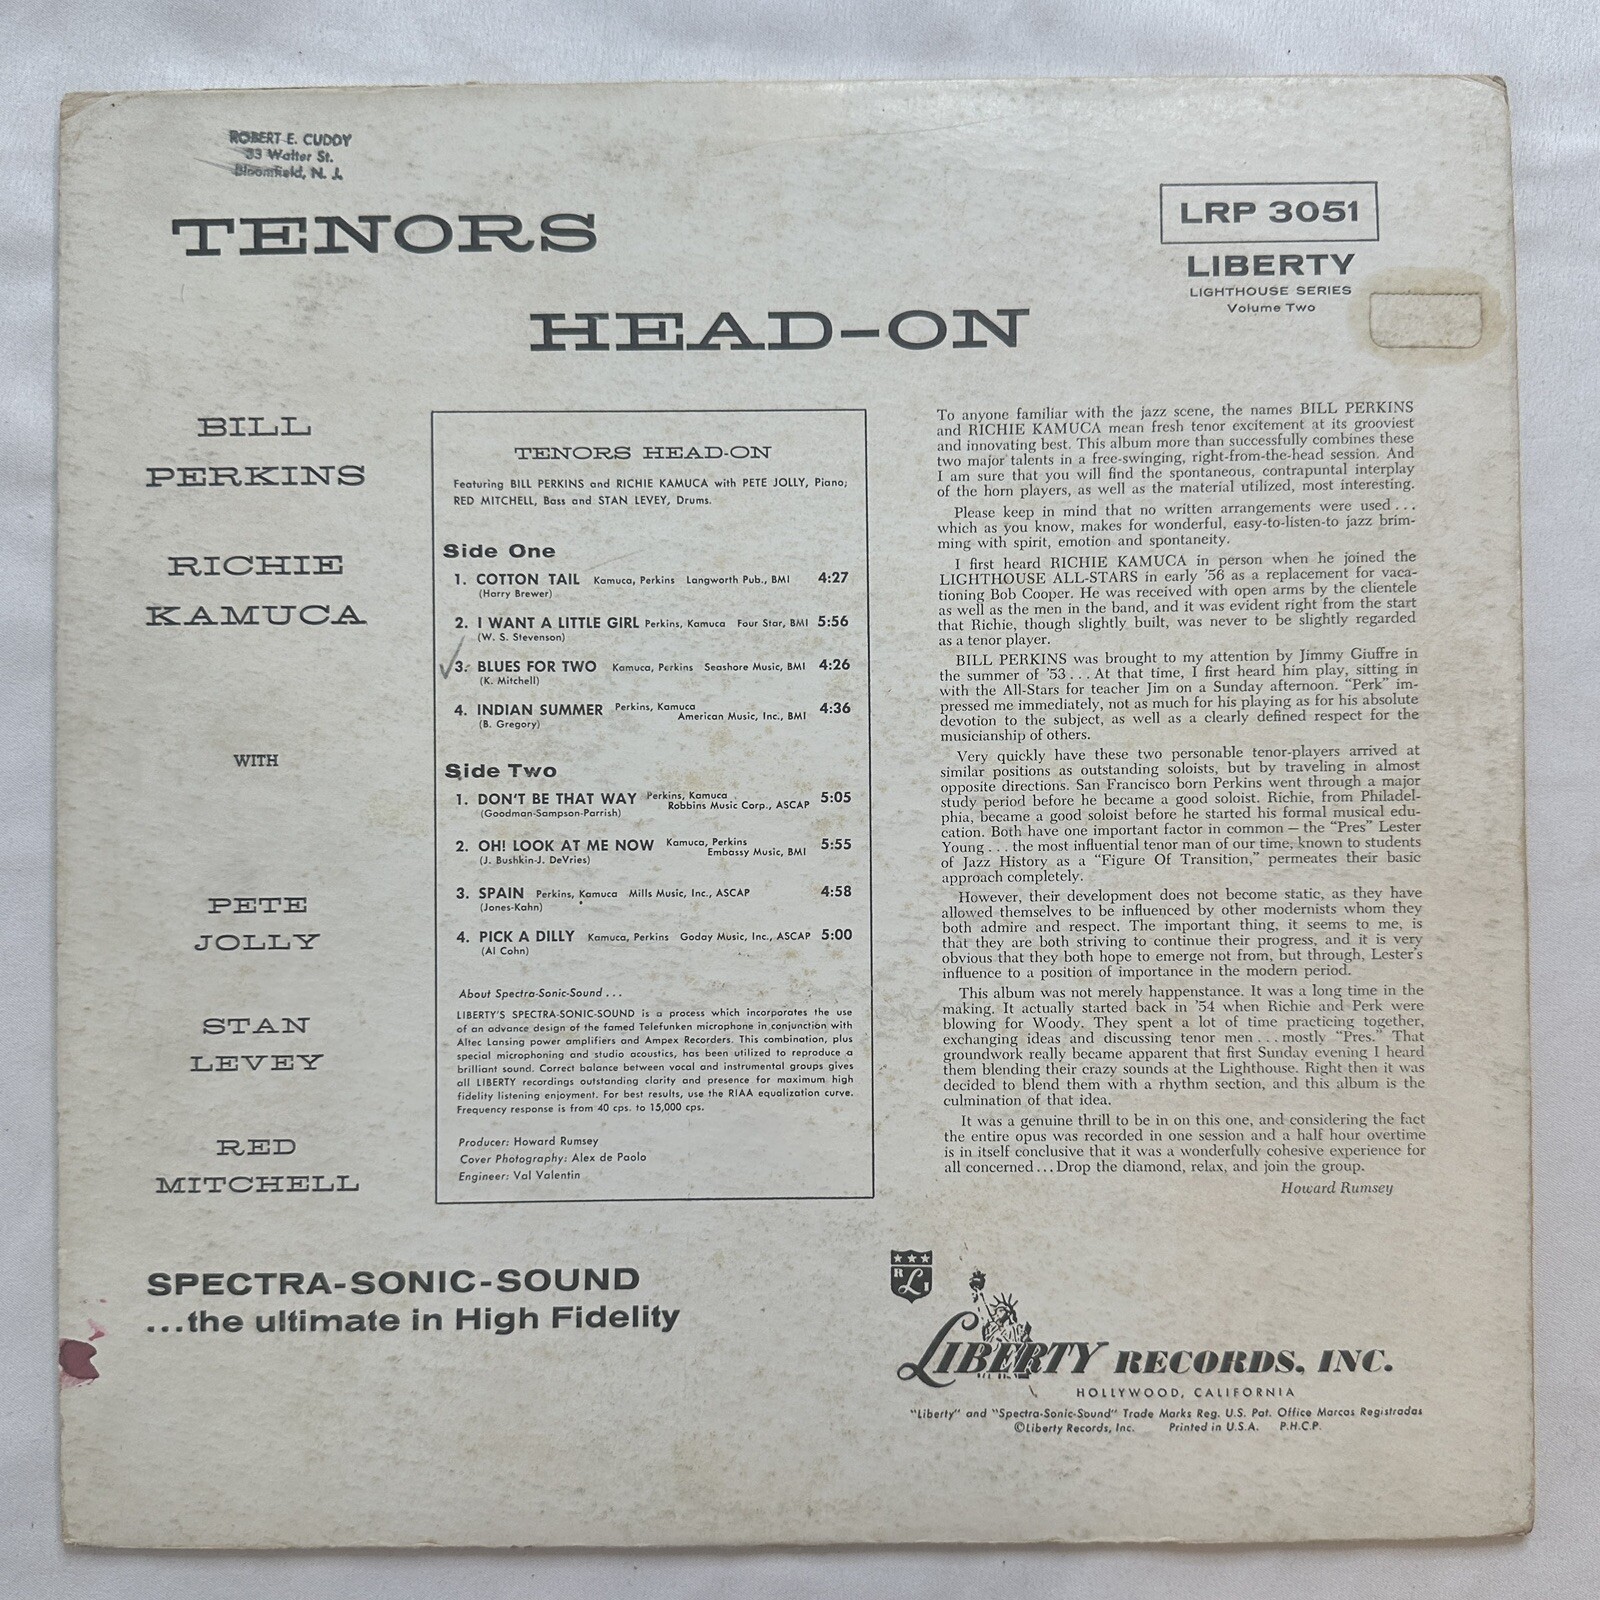 ROBERT E. CUDDY
33 Walter St.
Bloomfield, N. J.
TENORS
HEAD-ON
LRP 3051
LIBERTY
LIGHTHOUSE SERIES
Volume Two
BILL
PERKINS
RICHIE
KAMUCA
WITH
PETE
JOLLY
STAN
LEVEY
RED
MITCHELL
TENORS HEAD-ON
Featuring BILL PERKINS and RICHIE KAMUCA with PETE JOLLY, Piano;
RED MITCHELL, Bass and STAN LEVEY, Drums.
Side One
1. COTTON TAIL Kamuca, Perkins Langworth Pub., BMI 4:27
(Harry Brewer)
2. I WANT A LITTLE GIRL Perkins, Kamuca Four Star, BMI 5:56
(W. S. Stevenson)
3. BLUES FOR TWO Kamuca, Perkins Seashore Music, BMI 4:26
(K. Mitchell)
4. INDIAN SUMMER Perkins, Kamuca
American Music, Inc., BMI 4:36
(B. Gregory)
Side Two
1. DON'T BE THAT WAY Perkins, Kamuca
Robbins Music Corp., ASCAP 5:05
(Goodman-Sampson-Parrish)
2. OH! LOOK AT ME NOW Kamuca, Perkins
Embassy Music, BMI 5:55
(J. Bushkin-J. DeVries)
3. SPAIN Perkins, Kamuca Mills Music, Inc., ASCAP 4:58
(Jones-Kahn)
4. PICK A DILLY Kamuca, Perkins Goday Music, Inc., ASCAP 5:00
(Al Cohn)
About Spectra-Sonic-Sound ...
LIBERTY'S SPECTRA-SONIC-SOUND is a process which incorporates the use
of an advance design of the famed Telefunken microphone in conjunction with
Altec Lansing power amplifiers and Ampex Recorders. This combination, plus
special microphoning and studio acoustics, has been utilized to reproduce a
brilliant sound. Correct balance between vocal and instrumental groups gives
all LIBERTY recordings outstanding clarity and presence for maximum high
fidelity listening enjoyment. For best results, use the RIAA equalization curve.
Frequency response is from 40 cps. to 15,000 cps.
Producer: Howard Rumsey
Cover Photography: Alex de Paolo
Engineer: Val Valentin
To anyone familiar with the jazz scene, the names BILL PERKINS
and RICHIE KAMUCA mean fresh tenor excitement at its grooviest
and innovating best. This album more than successfully combines these
two major talents in a free-swinging, right-from-the-head session. And
I am sure that you will find the spontaneous, contrapuntal interplay
of the horn players, as well as the material utilized, most interesting.
Please keep in mind that no written arrangements were used ...
which as you know, makes for wonderful, easy-to-listen-to jazz brim-
ming with spirit, emotion and spontaneity.
I first heard RICHIE KAMUCA in person when he joined the
LIGHTHOUSE ALL-STARS in early '56 as a replacement for vaca-
tioning Bob Cooper. He was received with open arms by the clientele
as well as the men in the band, and it was evident right from the start
that Richie, though slightly built, was never to be slightly regarded
as a tenor player.
BILL PERKINS was brought to my attention by Jimmy Giuffre in
the summer of '53 ... At that time, I first heard him play, sitting in
with the All-Stars for teacher Jim on a Sunday afternoon. "Perk" im-
pressed me immediately, not as much for his playing as for his absolute
devotion to the subject, as well as a clearly defined respect for the
musicianship of others.
Very quickly have these two personable tenor-players arrived at
similar positions as outstanding soloists, but by traveling in almost
opposite directions. San Francisco born Perkins went through a major
study period before he became a good soloist. Richie, from Philadel-
phia, became a good soloist before he started his formal musical edu-
cation. Both have one important factor in common — the "Pres" Lester
Young ... the most influential tenor man of our time, known to students
of Jazz History as a "Figure Of Transition," permeates their basic
approach completely.
However, their development does not become static, as they have
allowed themselves to be influenced by other modernists whom they
both admire and respect. The important thing, it seems to me, is
that they are both striving to continue their progress, and it is very
obvious that they both hope to emerge not from, but through, Lester's
influence to a position of importance in the modern period.
This album was not merely happenstance. It was a long time in the
making. It actually started back in '54 when Richie and Perk were
blowing for Woody. They spent a lot of time practicing together,
exchanging ideas and discussing tenor men ... mostly "Pres." That
groundwork really became apparent that first Sunday evening I heard
them blending their crazy sounds at the Lighthouse. Right then it was
decided to blend them with a rhythm section, and this album is the
culmination of that idea.
It was a genuine thrill to be in on this one, and considering the fact
the entire opus was recorded in one session and a half hour overtime
is in itself conclusive that it was a wonderfully cohesive experience for
all concerned ... Drop the diamond, relax, and join the group.
Howard Rumsey
SPECTRA-SONIC-SOUND
...the ultimate in High Fidelity
R L I
LIBERTY RECORDS, INC.
HOLLYWOOD, CALIFORNIA
"Liberty" and "Spectra-Sonic-Sound" Trade Marks Reg. U.S. Pat. Office Marcas Registradas
©Liberty Records, Inc. Printed in U.S.A. P.H.C.P.